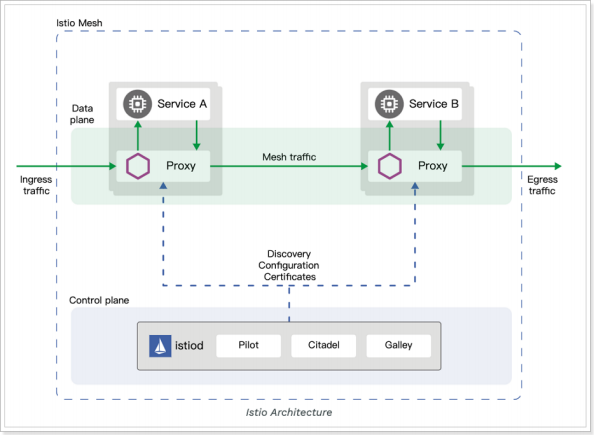 Istio Mesh
Service A
Service B
Data
plane
Proxy
Mesh traffic
Proxy
Ingress
traffic
Egress
traffic
Discovery
Configuration
Certificates
Control plane
istiod
Pilot
Citadel
Galley
Istio Architecture